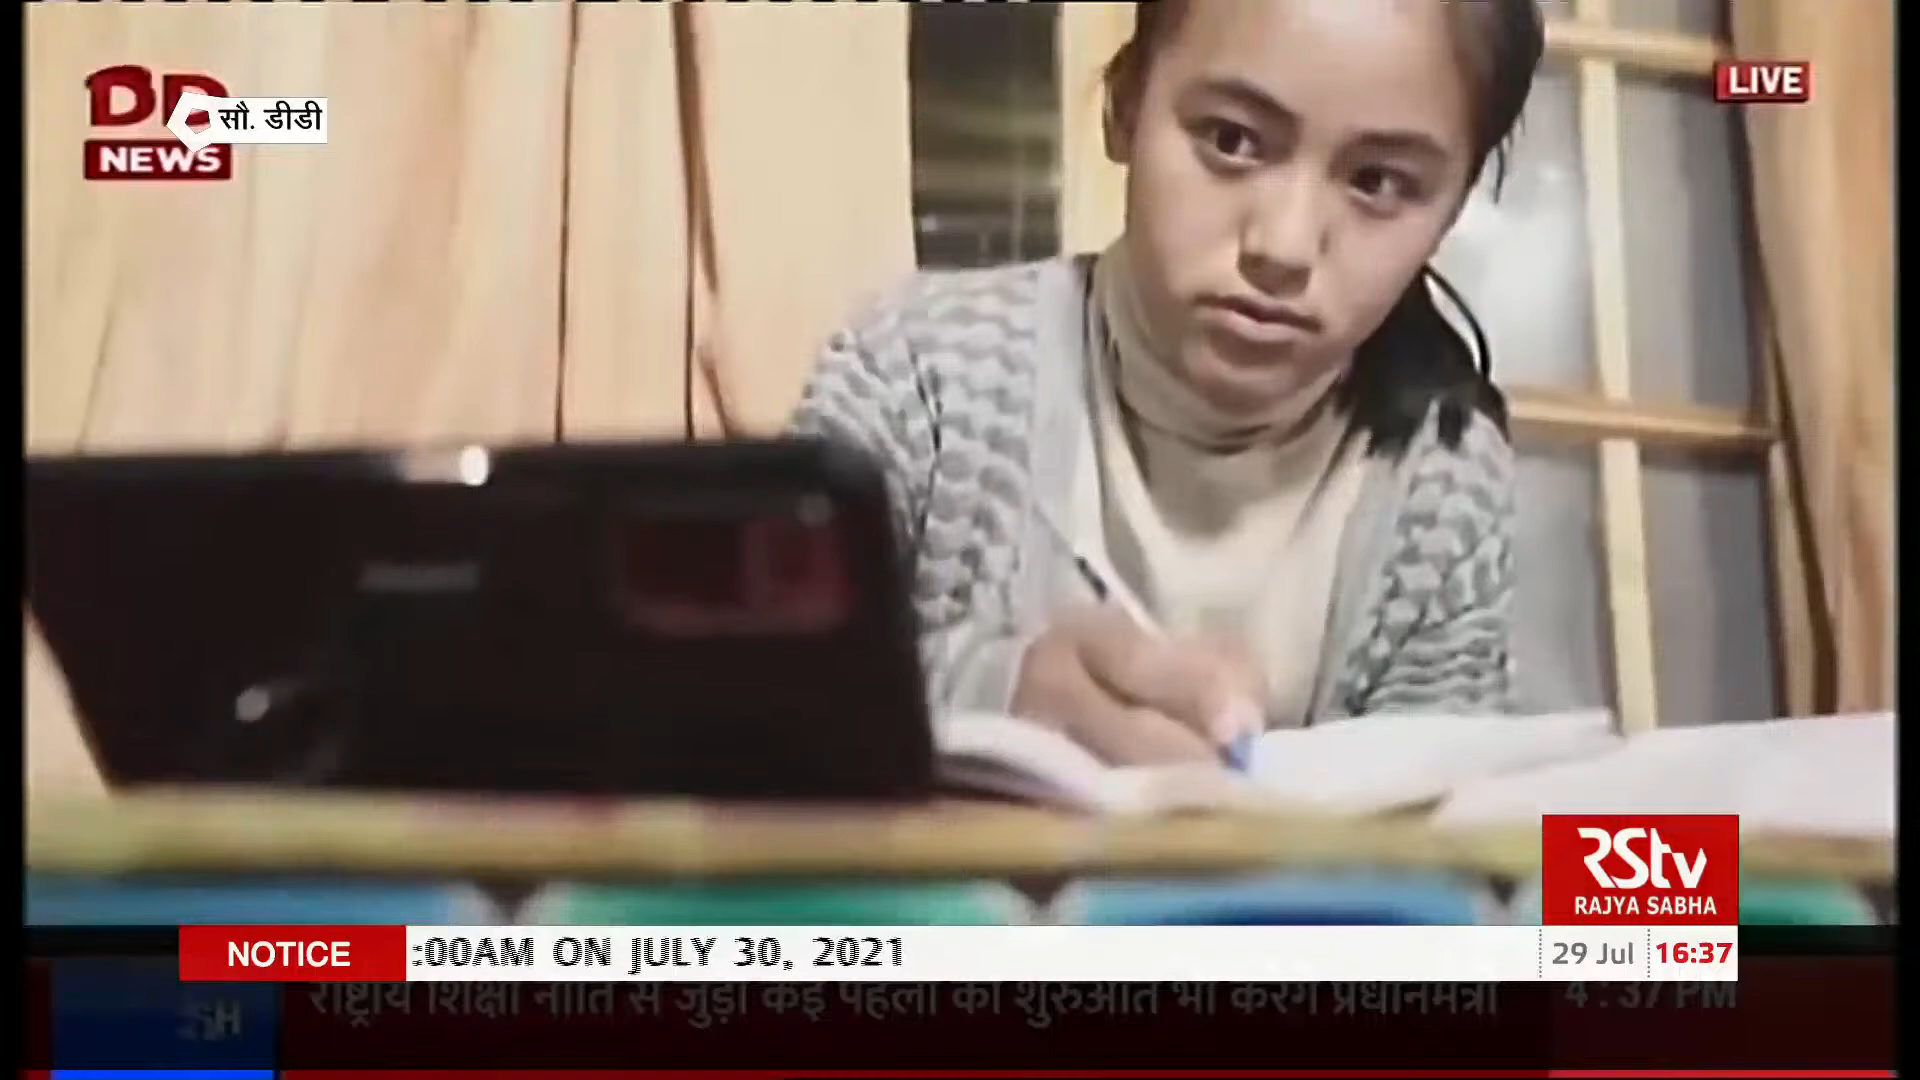 DD
NEWS
सौ. डीडी
LIVE
RSTV
RAJYA SABHA
NOTICE
:00AM ON JULY 30, 2021
29 Jul
16:37
SH
राष्ट्रीय शिक्षा नीति से जुड़ी कई पहलों की शुरुआत भी करेंगे प्रधानमंत्री
4:37 PM